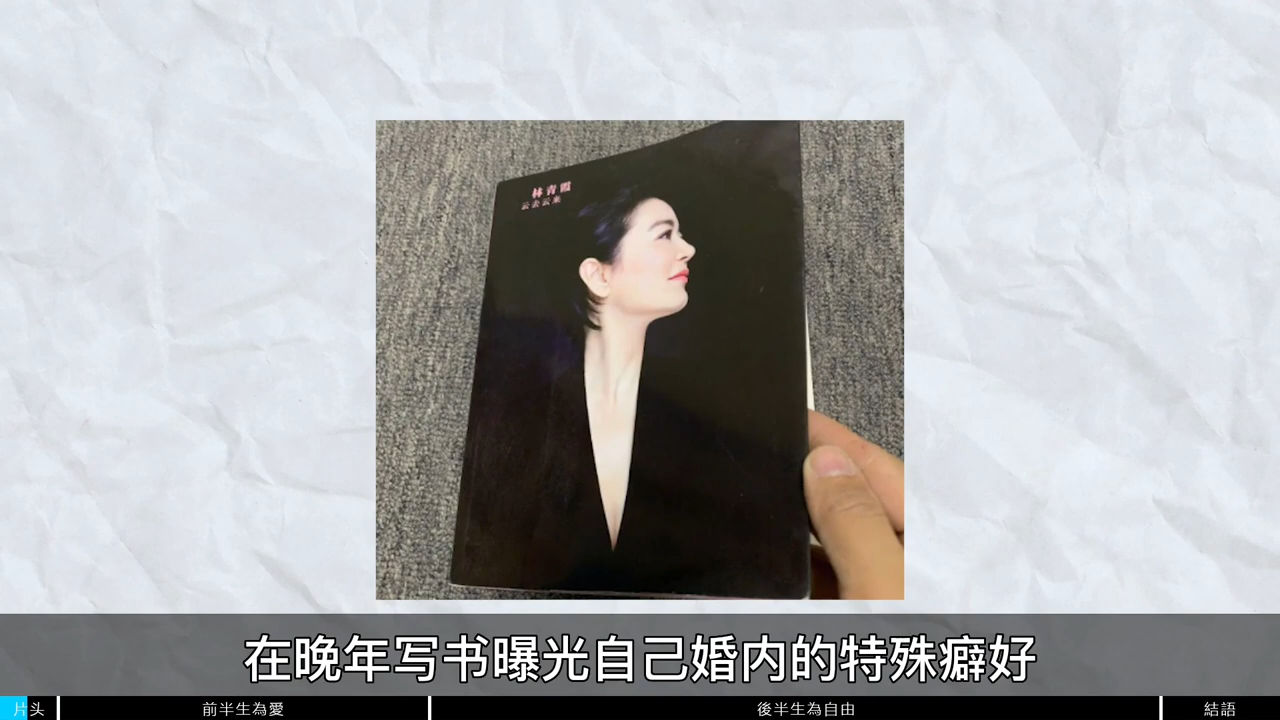 林青霞
云去云来
在晚年写书曝光自己婚内的特殊癖好
片头
前半生為愛
後半生為自由
結語